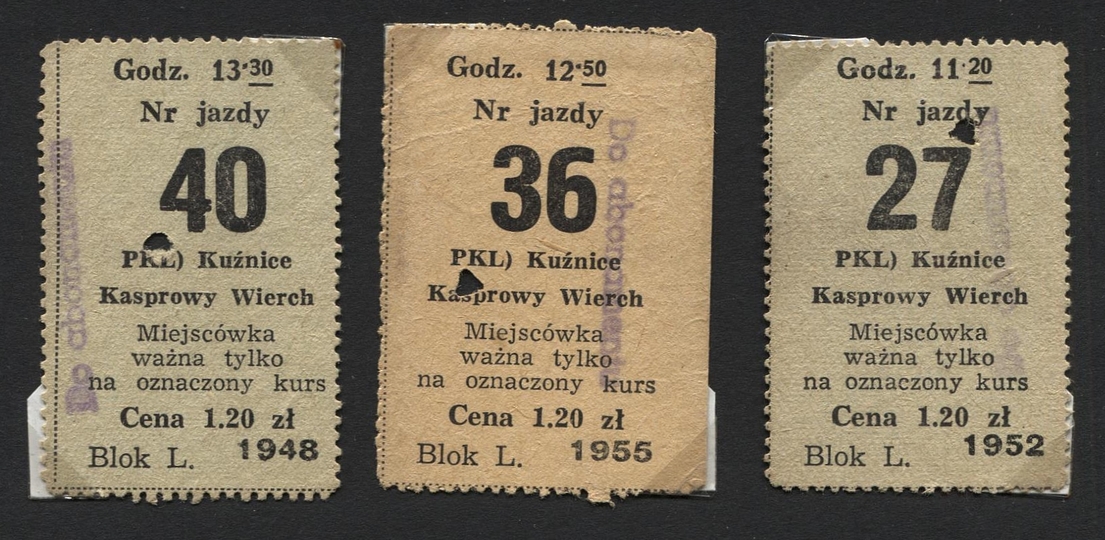 Godz. 13·30
Nr jazdy
40
PKL) Kuźnice
Kasprowy Wierch
Miejscówka
ważna tylko
na oznaczony kurs
Cena 1.20 zł
Blok L. 1948
Do abonamentu
Godz. 12·50
Nr jazdy
36
PKL) Kuźnice
Kasprowy Wierch
Miejscówka
ważna tylko
na oznaczony kurs
Cena 1.20 zł
Blok L. 1955
Do abonamentu
Godz. 11·20
Nr jazdy
27
PKL) Kuźnice
Kasprowy Wierch
Miejscówka
ważna tylko
na oznaczony kurs
Cena 1.20 zł
Blok L. 1952